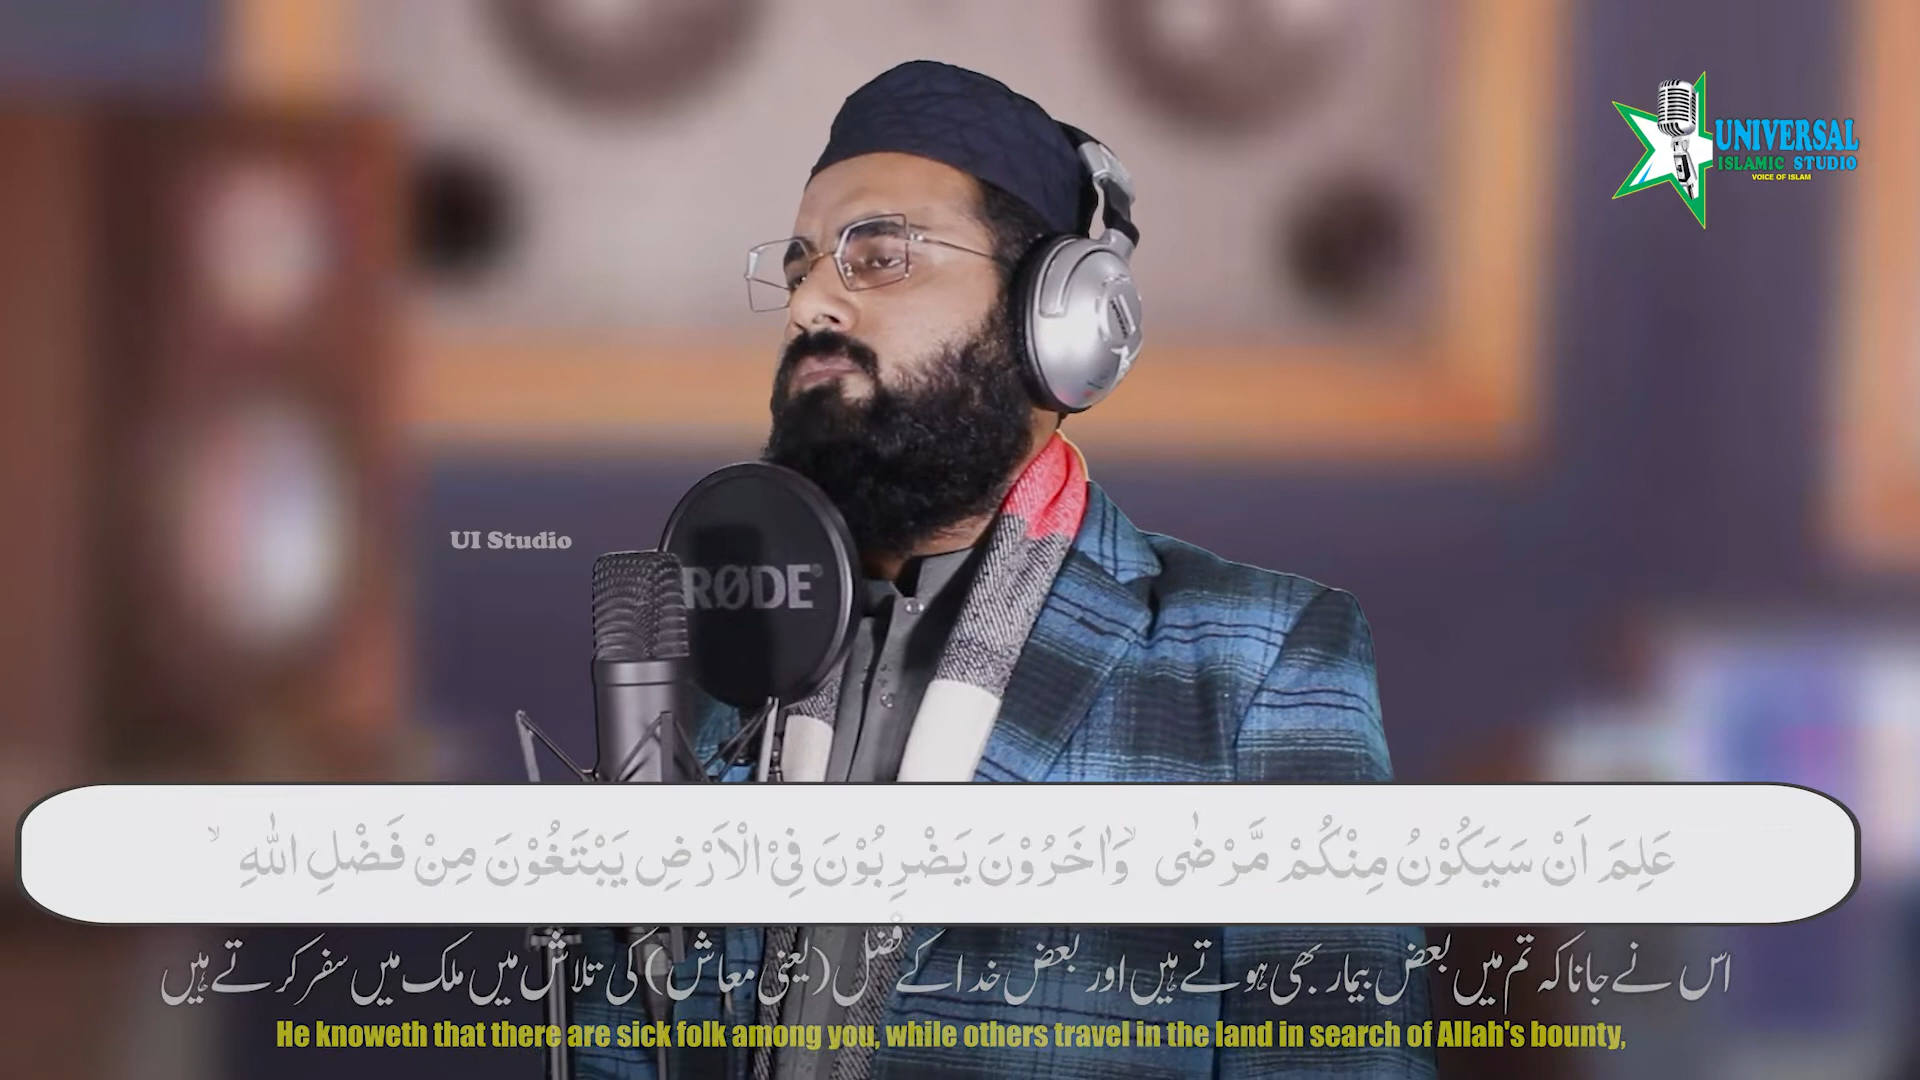 UNIVERSAL
ISLAMIC STUDIO
VOICE OF ISLAM
UI Studio
RØDE®
عَلِمَ اَنْ سَيَكُوْنُ مِنْكُمْ مَّرْضٰى ۙ وَاٰخَرُوْنَ يَضْرِبُوْنَ فِى الْاَرْضِ يَبْتَغُوْنَ مِنْ فَضْلِ اللّٰهِ ۙ
اس نے جانا کہ تم میں بعض بیمار بھی ہوتے ہیں اور بعض خدا کے فضل (یعنی معاش) کی تلاش میں ملک میں سفر کرتے ہیں
He knoweth that there are sick folk among you, while others travel in the land in search of Allah's bounty,